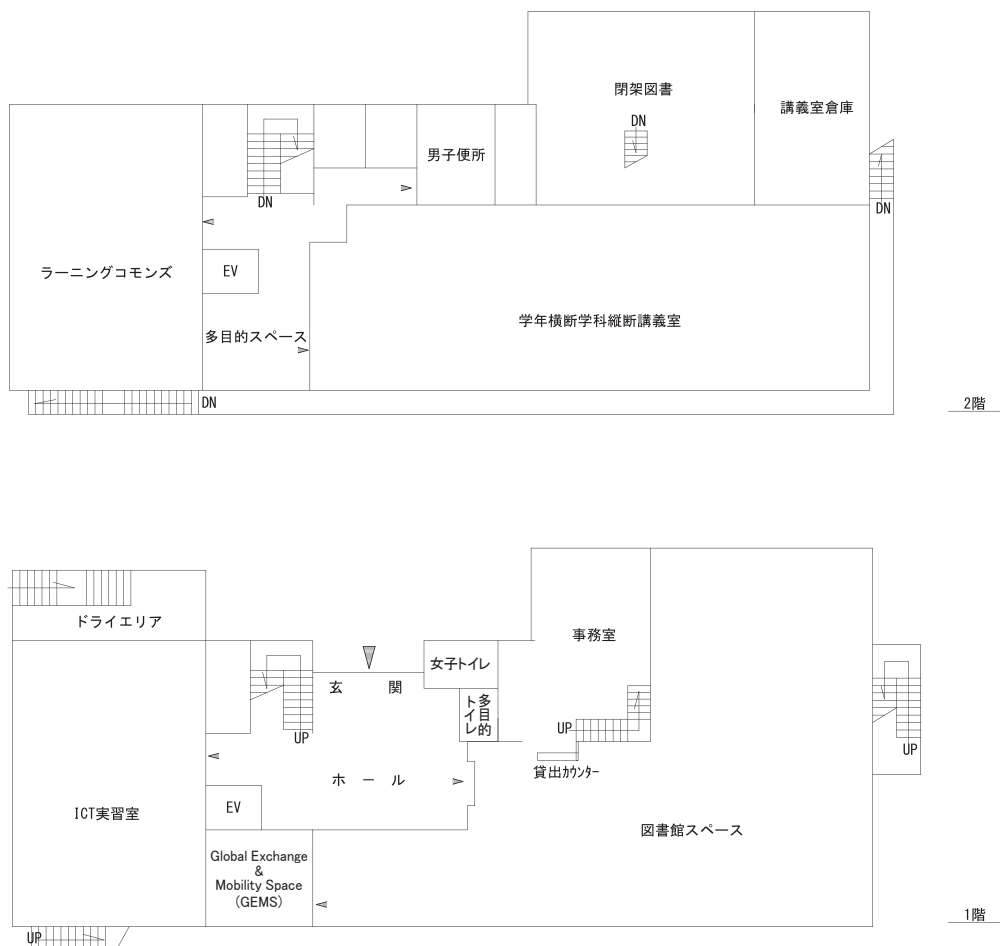 閉架図書
講義室倉庫
DN
男子便所
DN
DN
ラーニングコモンズ
EV
学年横断学科縦断講義室
多目的スペース
DN
2階
ドライエリア
事務室
女子トイレ
玄 関
多目的
トイレ
UP
UP
UP
貸出カウンター
ホ ー ル
EV
ICT実習室
図書館スペース
Global Exchange
&
Mobility Space
(GEMS)
1階
UP